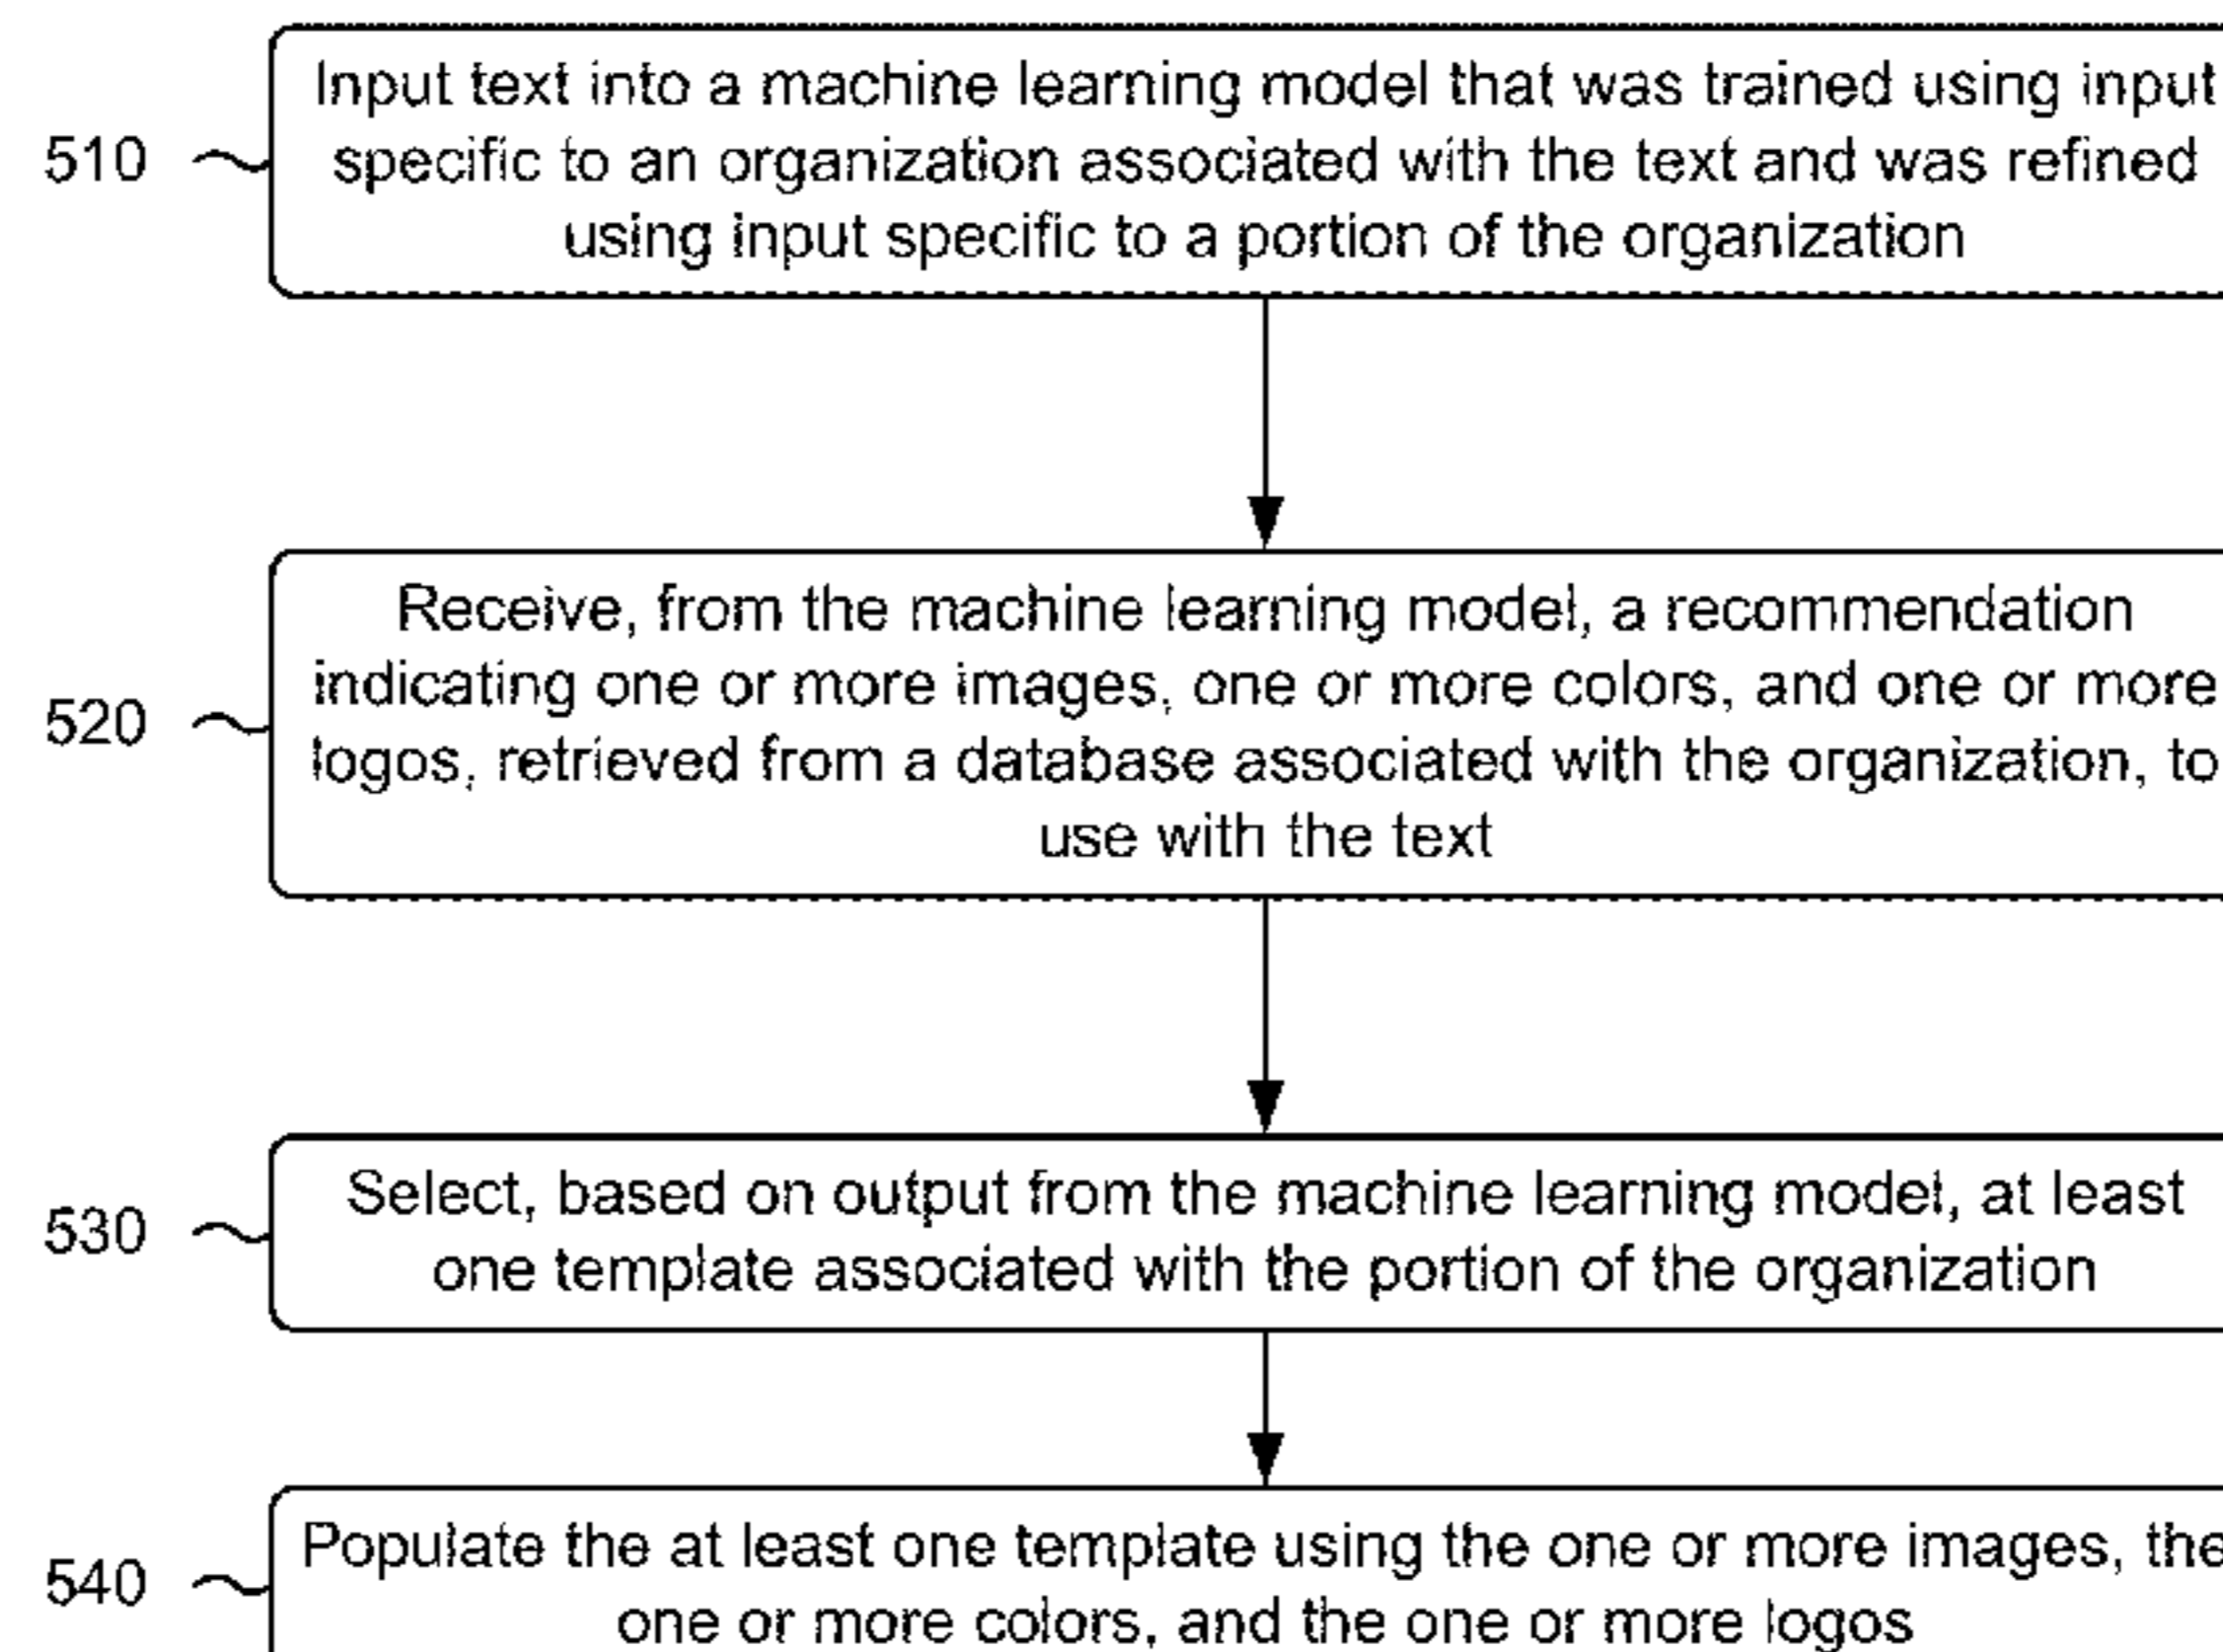 Input text into a machine learning model that was trained using input
510
specific to an organization associated with the text and was refined
using input specific to a portion of the organization
Receive, from the machine learning model, a recommendation
indicating one or more images, one or more colors, and one or more
520
logos, retrieved from a database associated with the organization, to
use with the text
Select, based on output from the machine learning model, at least
530
one template associated with the portion of the organization
Populate the at least one template using the one or more images, the
540
one or more colors, and the one or more logos